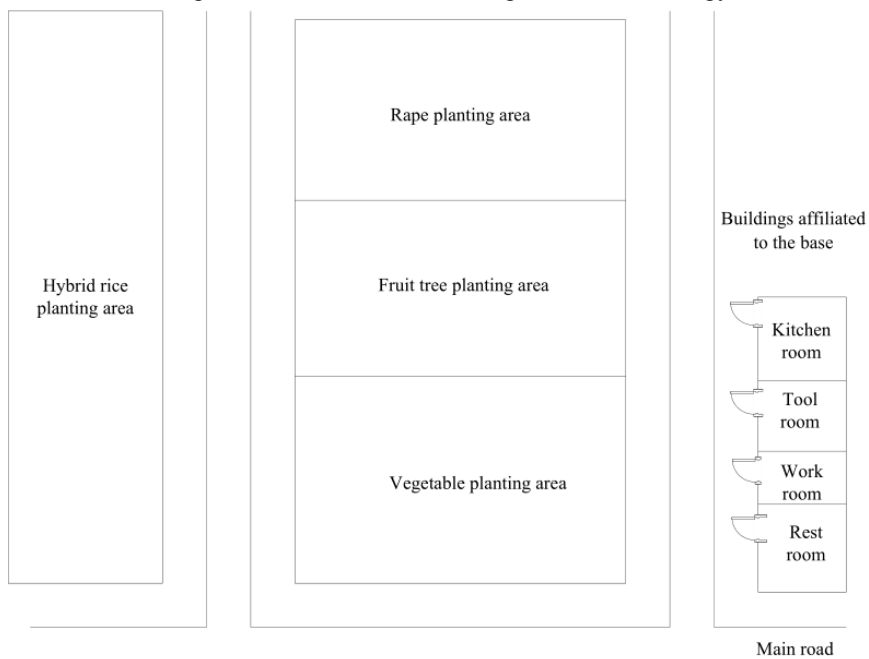 Rape planting area
Buildings affiliated
to the base
Hybrid rice
planting area
Fruit tree planting area
Kitchen
room
Tool
room
Vegetable planting area
Work
room
Rest
room
Main road